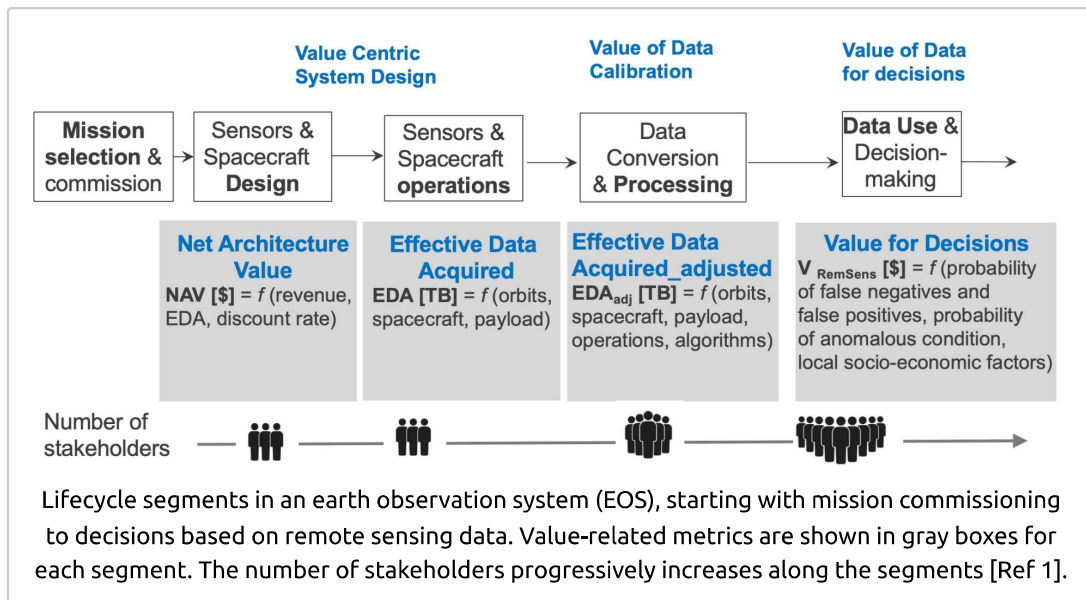 Value Centric
System Design
Value of Data
Calibration
Value of Data
for decisions
Mission
selection &
commission
Sensors &
Spacecraft
Design
Sensors &
Spacecraft
operations
Data
Conversion
& Processing
Data Use &
Decision-
making
Net Architecture
Value
NAV [$] = f (revenue,
EDA, discount rate)
Effective Data
Acquired
EDA [TB] = f (orbits,
spacecraft, payload)
Effective Data
Acquired_adjusted
EDAadj [TB] = f (orbits,
spacecraft, payload,
operations, algorithms)
Value for Decisions
V RemSens [$] = f (probability
of false negatives and
false positives, probability
of anomalous condition,
local socio-economic factors)
Number of
stakeholders
Lifecycle segments in an earth observation system (EOS), starting with mission commissioning
to decisions based on remote sensing data. Value-related metrics are shown in gray boxes for
each segment. The number of stakeholders progressively increases along the segments [Ref 1].